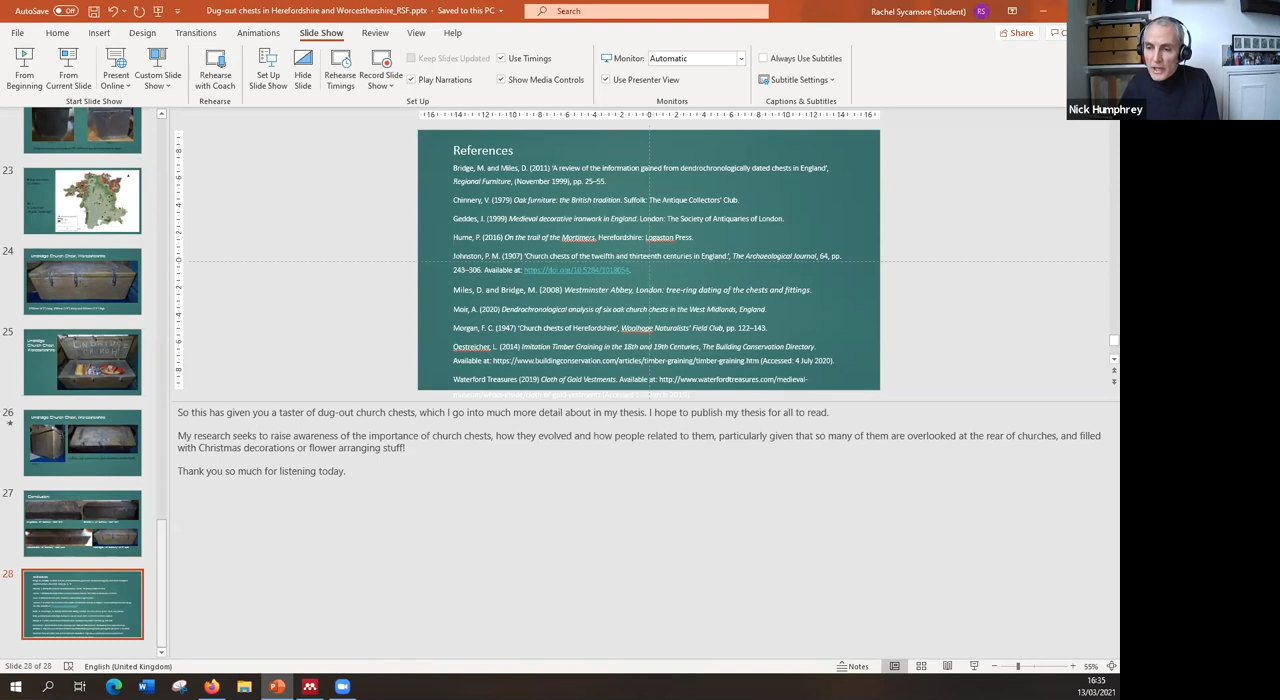 AutoSave Off
Dug-out chests in Herefordshire and Worcesthershire_RSF.pptx - Saved to this PC
Search
Rachel Sycamore (Student) RS
File Home Insert Design Transitions Animations Slide Show Review View Help
Share
From Beginning
From Current Slide
Present Online
Custom Slide Show
Start Slide Show
Rehearse with Coach
Rehearse
Set Up Slide Show
Hide Slide
Rehearse Timings
Record Slide Show
Keep Slides Updated
Use Timings
Play Narrations
Show Media Controls
Set Up
Monitor: Automatic
Use Presenter View
Monitors
Always Use Subtitles
Subtitle Settings
Captions & Subtitles
Nick Humphrey
23
24
25
26
27
Conclusion
28
References
Bridge, M. and Miles, D. (2011) 'A review of the information gained from dendrochronologically dated chests in England',
Regional Furniture, (November 1999), pp. 25–55.
Chinnery, V. (1979) Oak furniture: the British tradition. Suffolk: The Antique Collectors' Club.
Geddes, J. (1999) Medieval decorative ironwork in England. London: The Society of Antiquaries of London.
Hume, P. (2016) On the trail of the Mortimers. Herefordshire: Logaston Press.
Johnston, P. M. (1907) 'Church chests of the twelfth and thirteenth centuries in England.', The Archaeological Journal, 64, pp.
243–306. Available at:
Miles, D. and Bridge, M. (2008) Westminster Abbey, London: tree-ring dating of the chests and fittings.
Moir, A. (2020) Dendrochronological analysis of six oak church chests in the West Midlands, England.
Morgan, F. C. (1947) 'Church chests of Herefordshire', Woolhope Naturalists' Field Club, pp. 122–143.
Oestreicher, L. (2014) Imitation Timber Graining in the 18th and 19th Centuries, The Building Conservation Directory.
Available at: https://www.buildingconservation.com/articles/timber-graining/timber-graining.htm (Accessed: 4 July 2020).
Waterford Treasures (2019) Cloth of Gold Vestments. Available at: http://www.waterfordtreasures.com/medieval-
So this has given you a taster of dug-out church chests, which I go into much more detail about in my thesis. I hope to publish my thesis for all to read.
My research seeks to raise awareness of the importance of church chests, how they evolved and how people related to them, particularly given that so many of them are overlooked at the rear of churches, and filled
with Christmas decorations or flower arranging stuff!
Thank you so much for listening today.
Slide 28 of 28
English (United Kingdom)
Notes
55%
16:35
13/03/2021